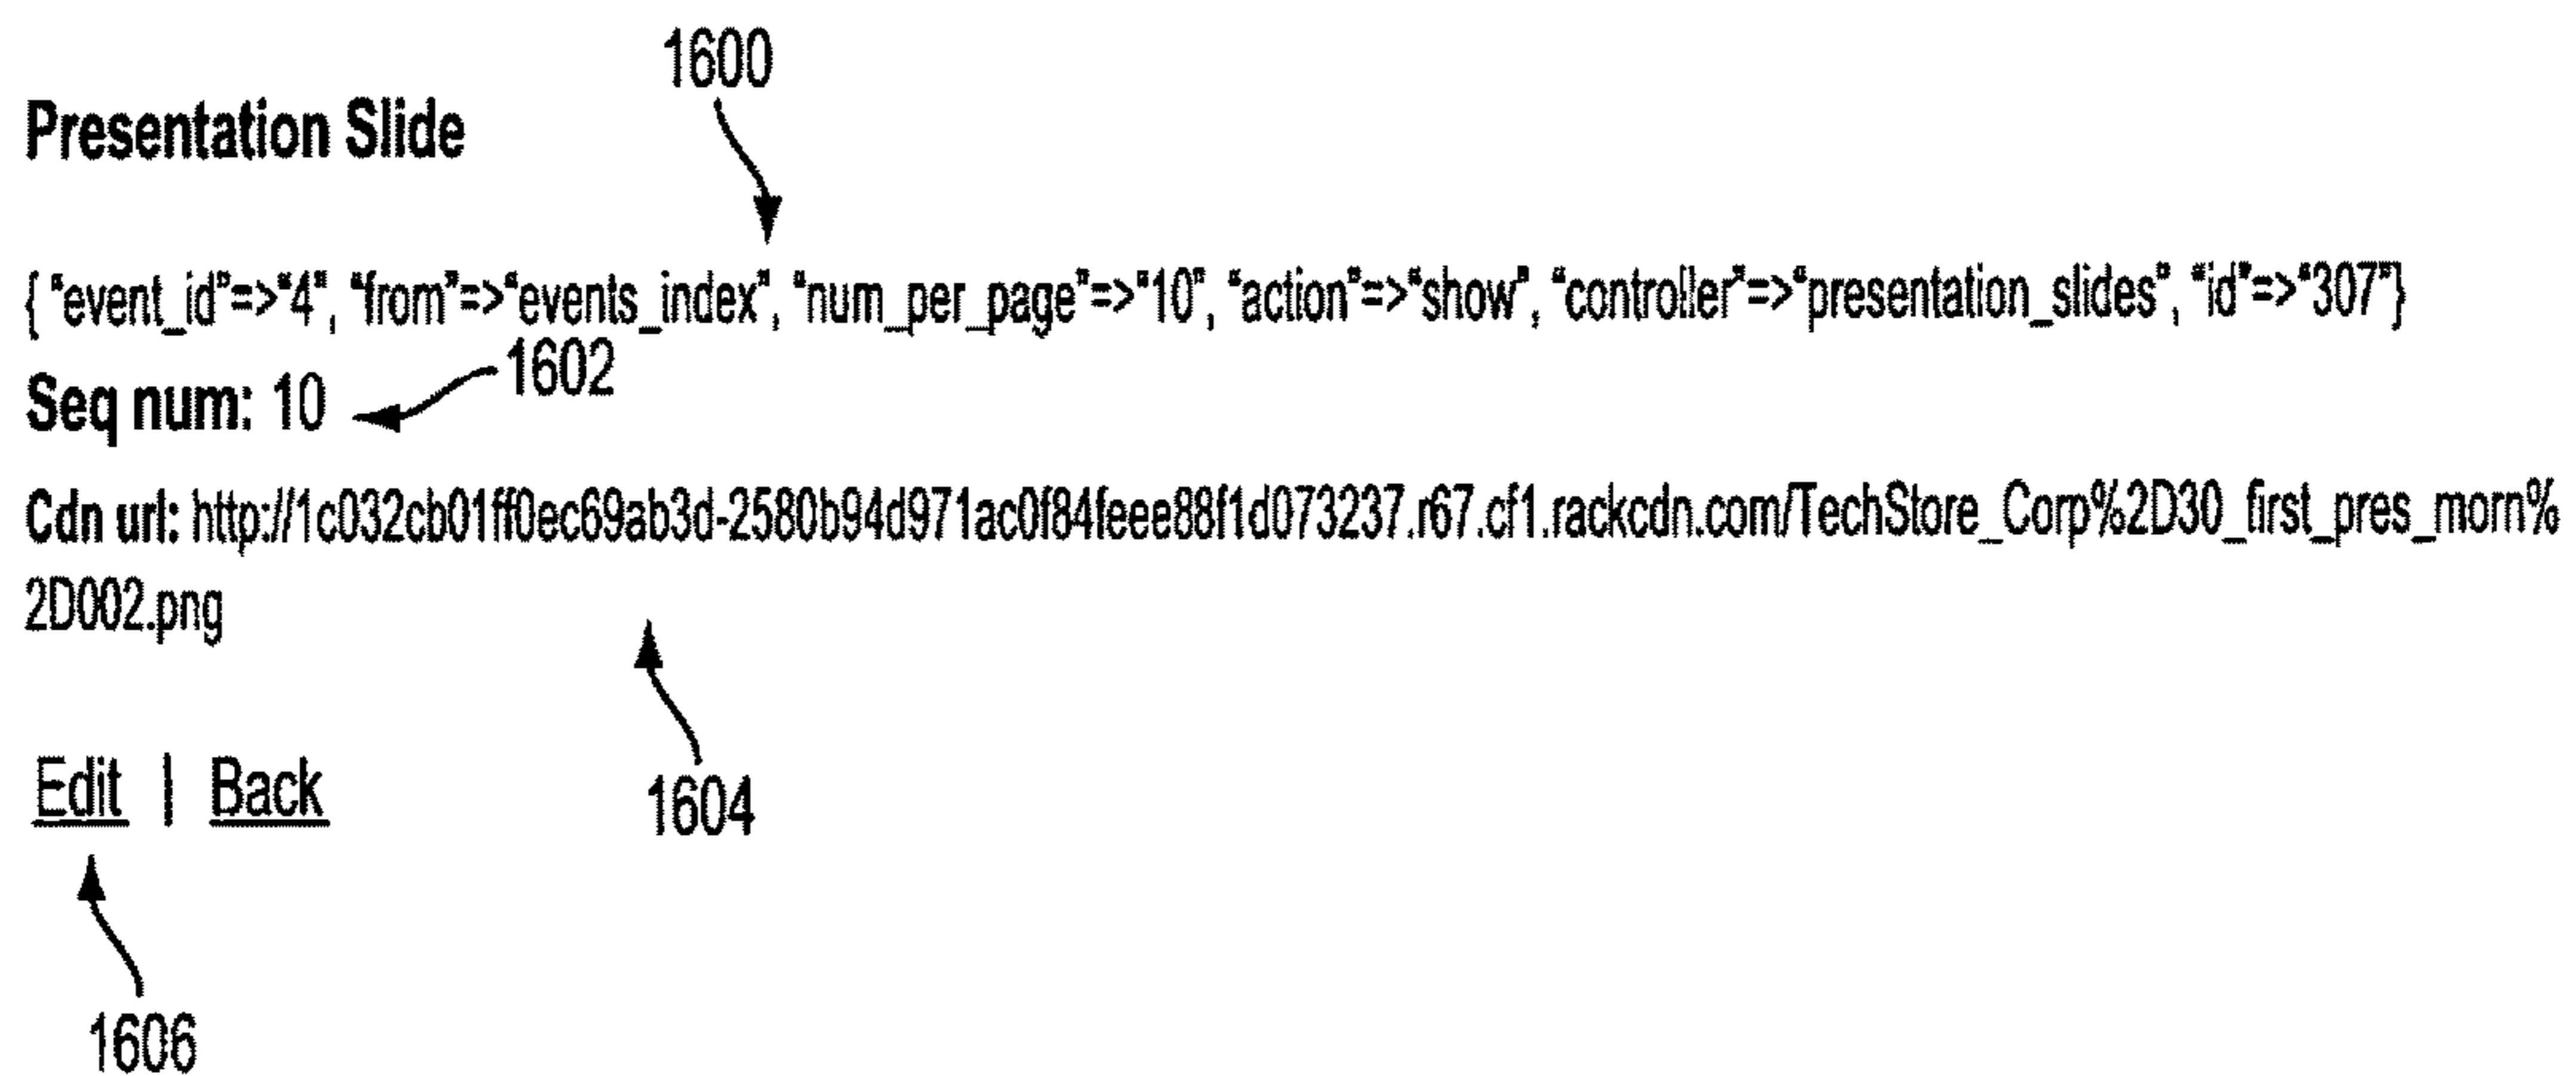 1600
Presentation Slide
{ “event_id”=>“4”, “from”=>“events_index”, “num_per_page”=>“10”, “action”=>“show”, “controller”=>“presentation_slides”, “id”=>“307”}
1602
Seq num: 10
Cdn url: http://1c032cb01ff0ec69ab3d-2580b94d971ac0f84feee88f1d073237.r67.cf1.rackcdn.com/TechStore_Corp%2D30_first_pres_morn%
2D002.png
Edit | Back
1604
1606